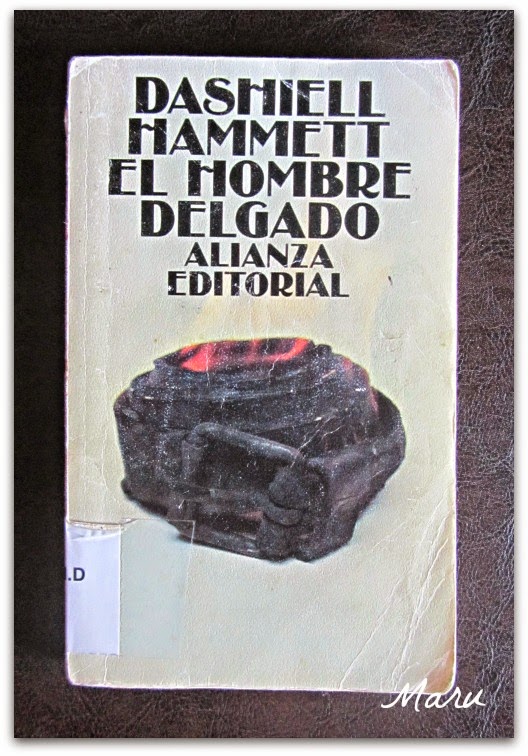 DASHIELL
HAMMETT
EL HOMBRE
DELGADO
ALIANZA
EDITORIAL
.D
Maru